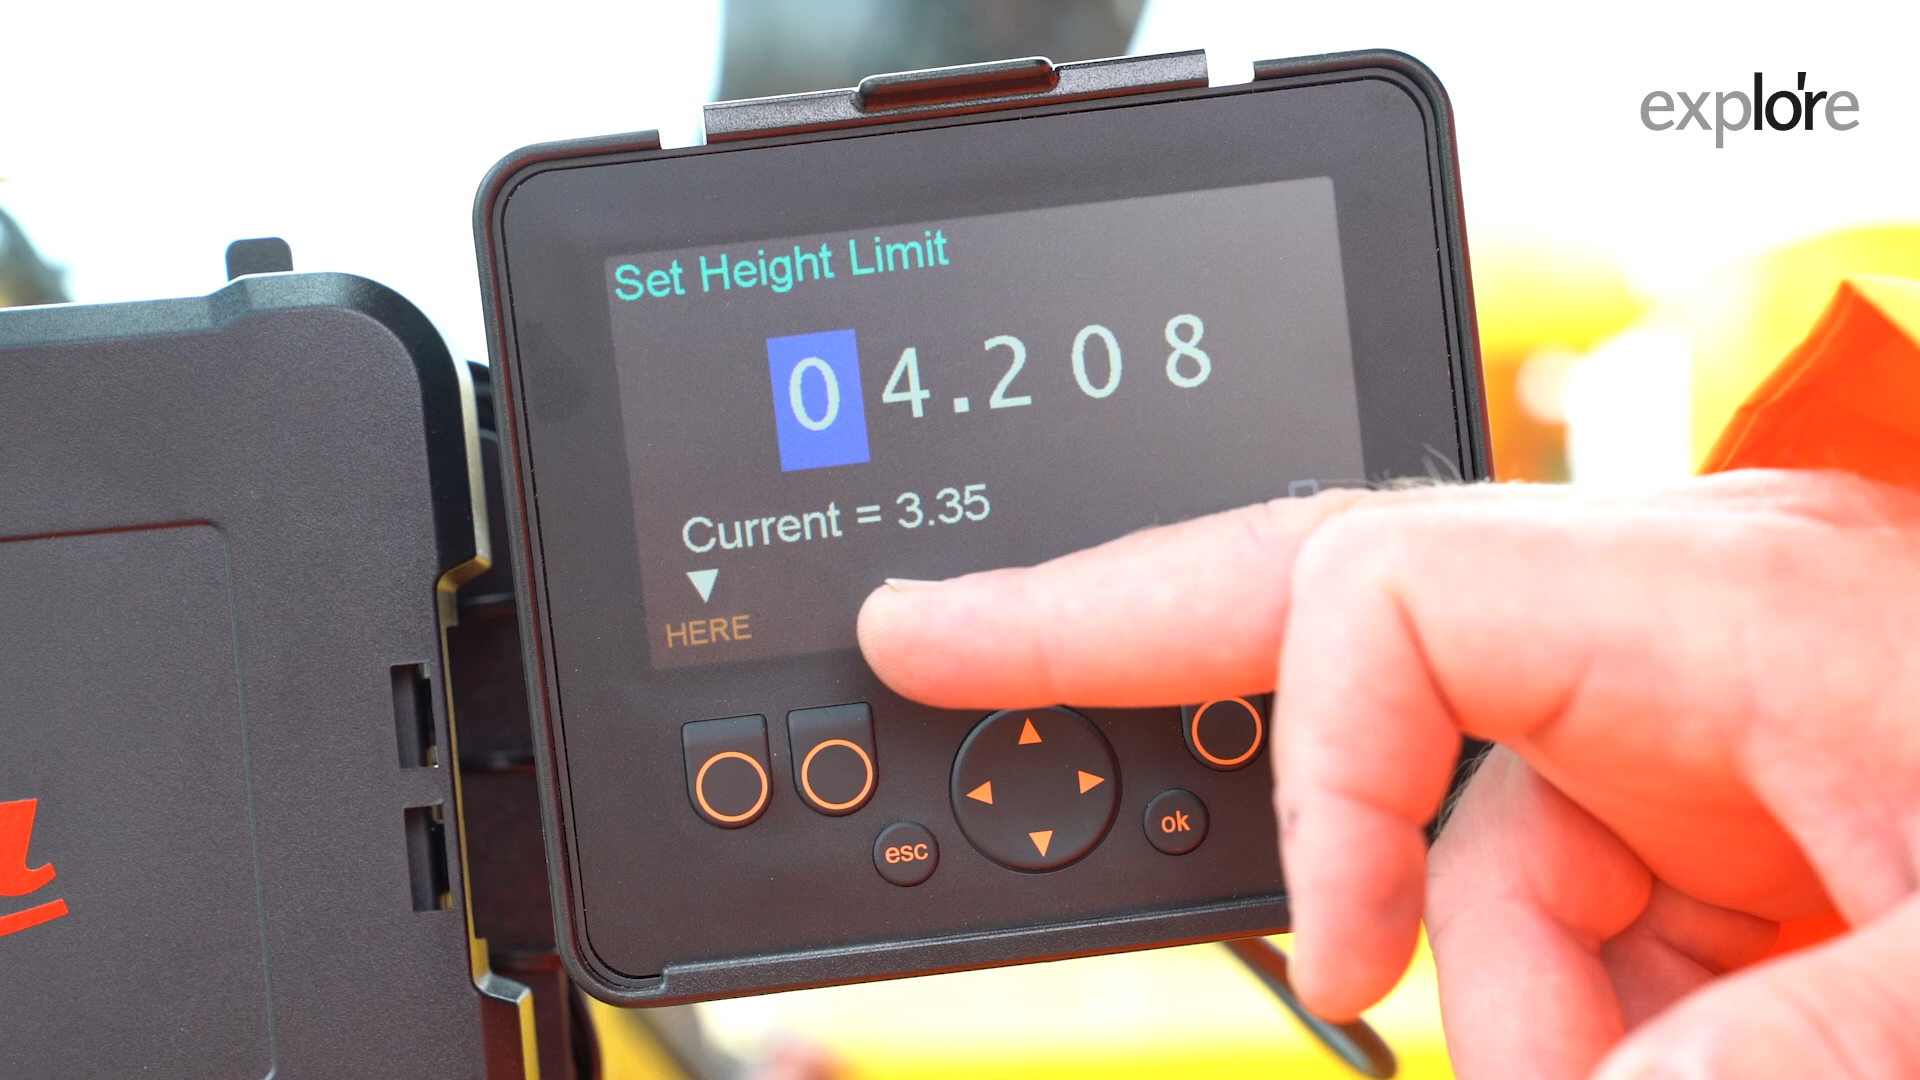 explore
Set Height Limit
04.208
Current = 3.35
HERE
esc
ok